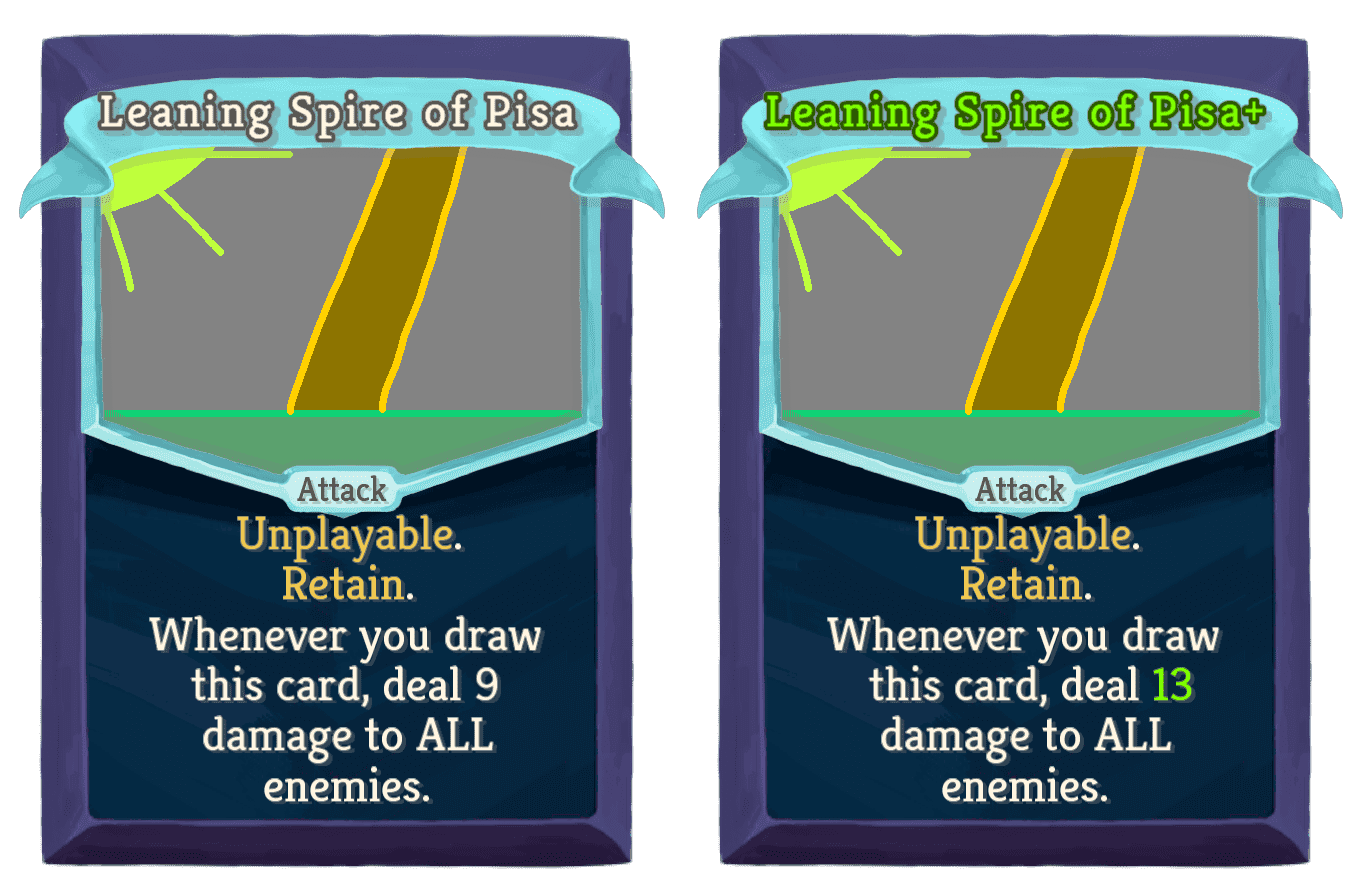 Leaning Spire of Pisa
Attack
Unplayable.
Retain.
Whenever you draw
this card, deal 9
damage to ALL
enemies.
Leaning Spire of Pisa+
Attack
Unplayable.
Retain.
Whenever you draw
this card, deal 13
damage to ALL
enemies.